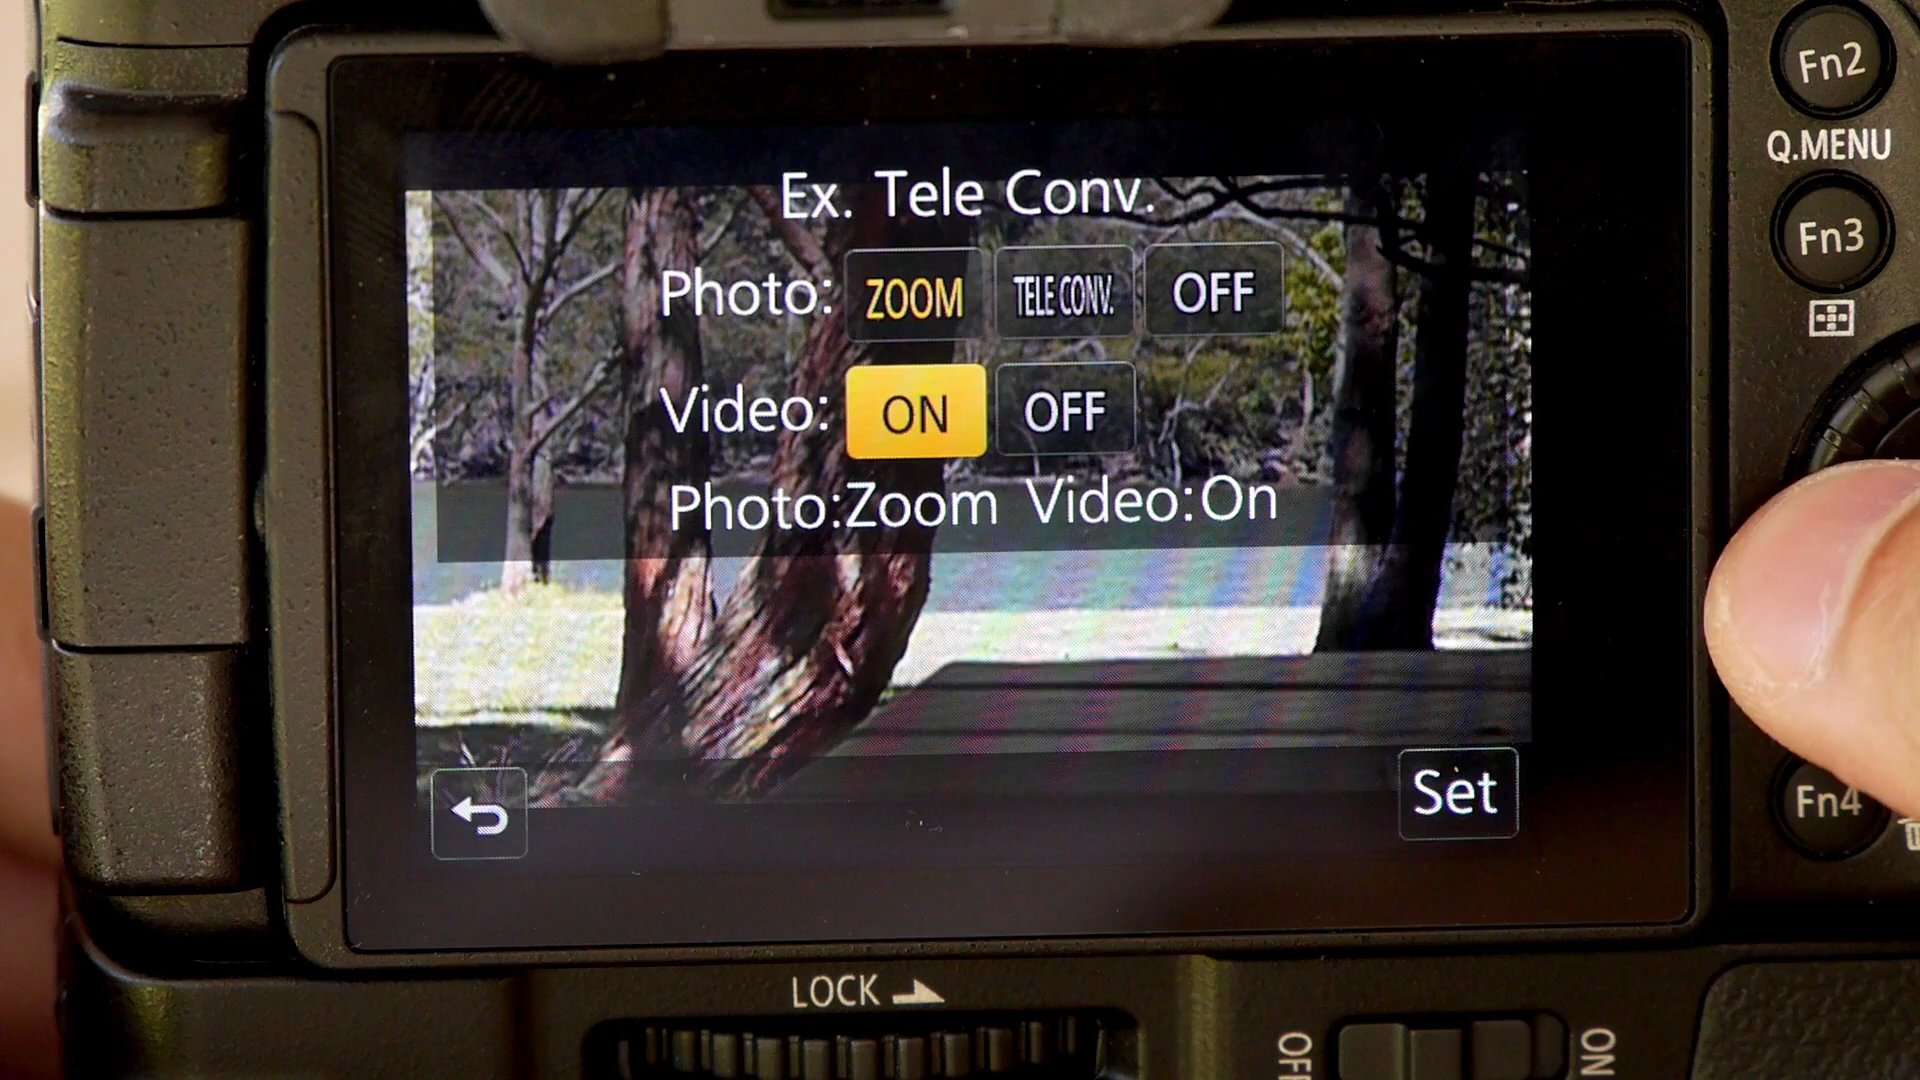 Ex. Tele Conv.
Photo: ZOOM TELE CONV. OFF
Video: ON OFF
Photo:Zoom Video:On
Set
Fn2
Q.MENU
Fn3
Fn4
LOCK
OFF
ON